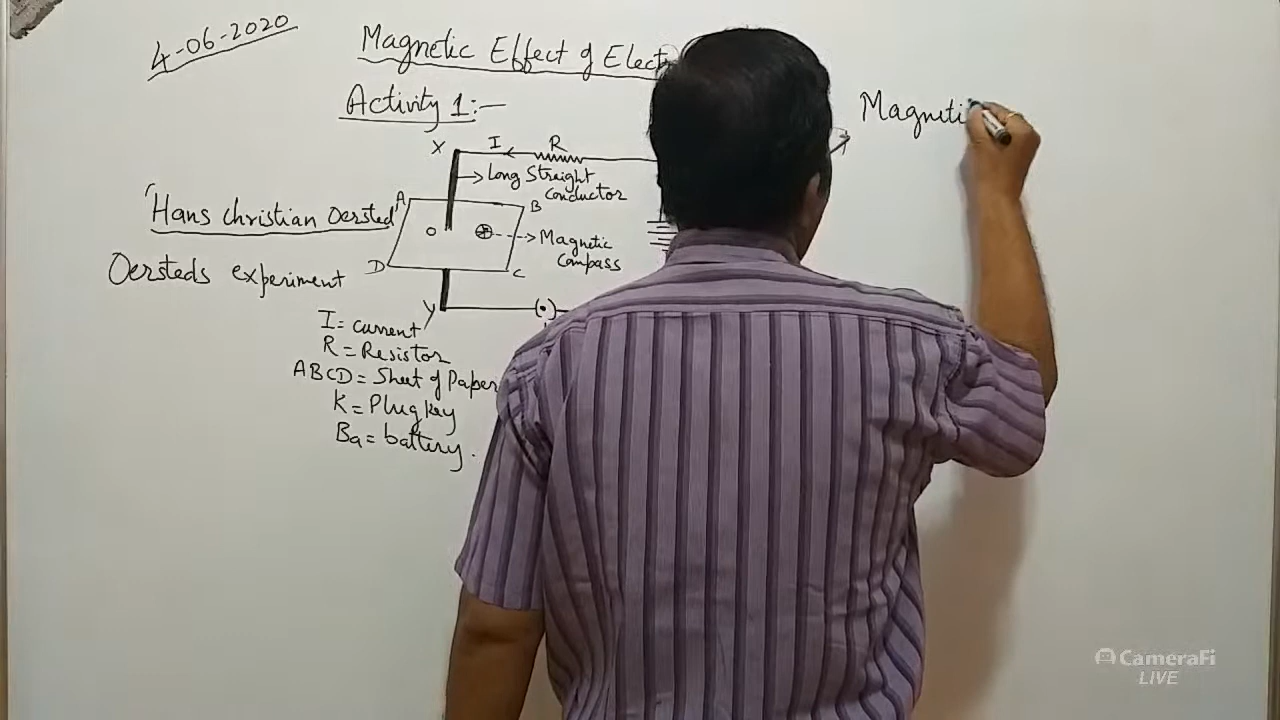 4-06-2020
Magnetic Effect of Elect
Activity 1:-
Magneti
X I R
Long Straight
conductor
A B
'Hans christian Oersted
Magnetic
compass
D C
Oersteds experiment
Y
I = current
R = Resistor
ABCD = Sheet of Paper
K = Plug key
Ba = battery.
CameraFi
LIVE